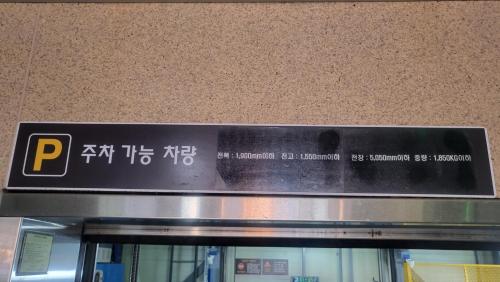 P 주차 가능 차량 전폭 : 1,900mm이하 전고 : 1,550mm이하 전장 : 5,050mm이하 중량 : 1,850KG이하